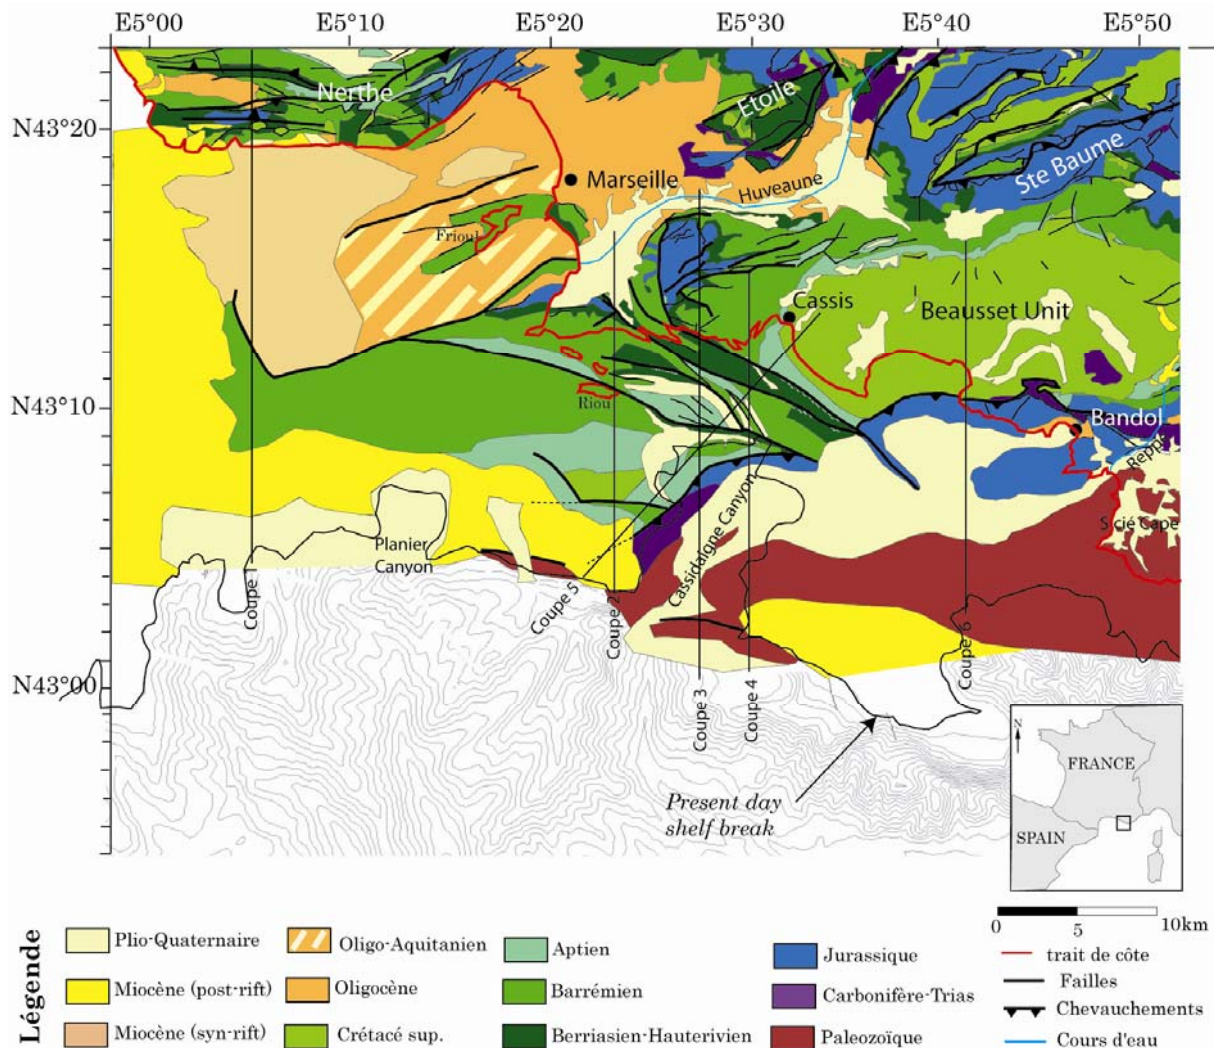 E5°00 E5°10 E5°20 E5°30 E5°40 E5°50
N43°20
N43°10
N43°00
Nerthe
Etoile
Ste Baume
Marseille
Huveaune
Frioul
Cassis
Beausset Unit
Riou
Bandol
Reppe
Sicié Cape
Planier
Canyon
Cassidaigne Canyon
Coupe 1
Coupe 5
Coupe 2
Coupe 3
Coupe 4
Coupe 6
Present day
shelf break
N
FRANCE
SPAIN
Légende
Plio-Quaternaire
Miocène (post-rift)
Miocène (syn-rift)
Oligo-Aquitanien
Oligocène
Crétacé sup.
Aptien
Barrémien
Berriasien-Hauterivien
Jurassique
Carbonifère-Trias
Paleozoïque
0 5 10km
trait de côte
Failles
Chevauchements
Cours d'eau